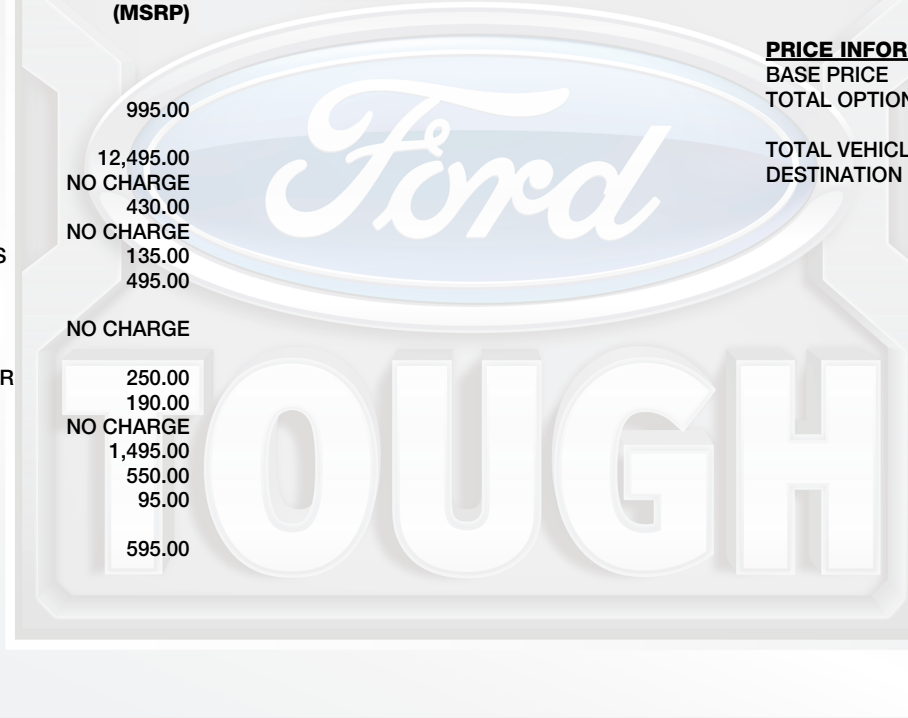 (MSRP)
995.00
12,495.00
NO CHARGE
430.00
NO CHARGE
S 135.00
495.00
NO CHARGE
R 250.00
190.00
NO CHARGE
1,495.00
550.00
95.00
595.00
PRICE INFOR
BASE PRICE
TOTAL OPTION
TOTAL VEHICL
DESTINATION
Ford
TOUGH